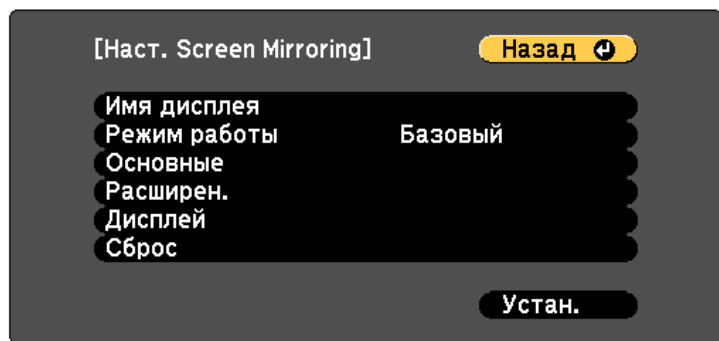 [Наст. Screen Mirroring] Назад
Имя дисплея
Режим работы Базовый
Основные
Расширен.
Дисплей
Сброс
Устан.